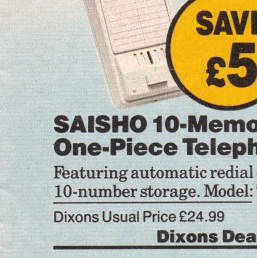 SAVE
£5
SAISHO 10-Memo
One-Piece Teleph
Featuring automatic redial
10-number storage. Model:
Dixons Usual Price £24.99
Dixons Dea